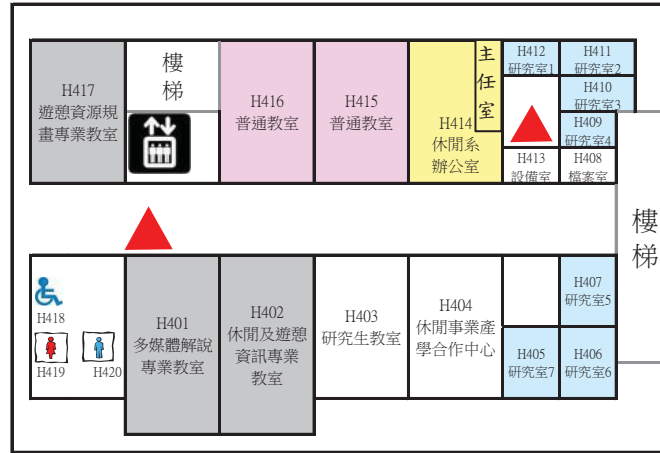 H417
遊憩資源規
畫專業教室
樓
梯
H416
普通教室
H415
普通教室
H414
休閒系
辦公室
主
任
室
H412
研究室1
H411
研究室2
H410
研究室3
H409
研究室4
H413
設備室
H408
檔案室
樓
梯
H418
H419
H420
H401
多媒體解說
專業教室
H402
休閒及遊憩
資訊專業
教室
H403
研究生教室
H404
休閒事業產
學合作中心
H407
研究室5
H405
研究室7
H406
研究室6